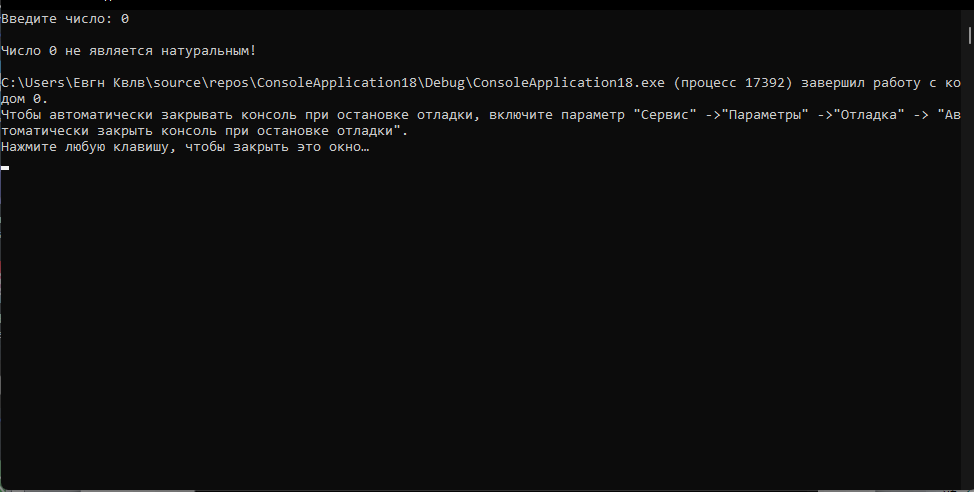 Введите число: 0
Число 0 не является натуральным!
C:\Users\Евгн Квлв\source\repos\ConsoleApplication18\Debug\ConsoleApplication18.exe (процесс 17392) завершил работу с ко
дом 0.
Чтобы автоматически закрывать консоль при остановке отладки, включите параметр "Сервис" ->"Параметры" ->"Отладка" -> "Ав
томатически закрыть консоль при остановке отладки".
Нажмите любую клавишу, чтобы закрыть это окно…